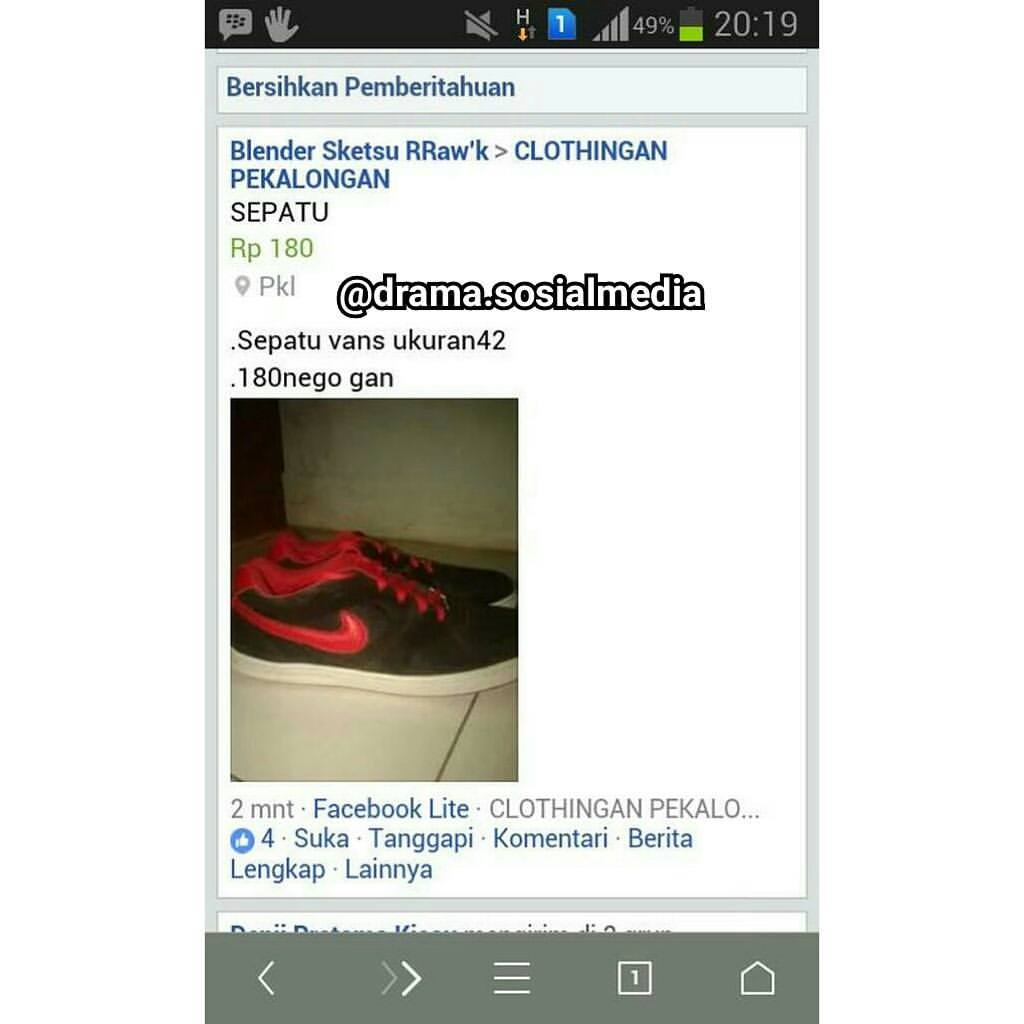 H 1 49% 20:19
Bersihkan Pemberitahuan
Blender Sketsu RRaw'k > CLOTHINGAN
PEKALONGAN
SEPATU
Rp 180
Pkl
@drama.sosialmedia
.Sepatu vans ukuran42
.180nego gan
2 mnt · Facebook Lite · CLOTHINGAN PEKALO...
4 · Suka · Tanggapi · Komentari · Berita
Lengkap · Lainnya
1